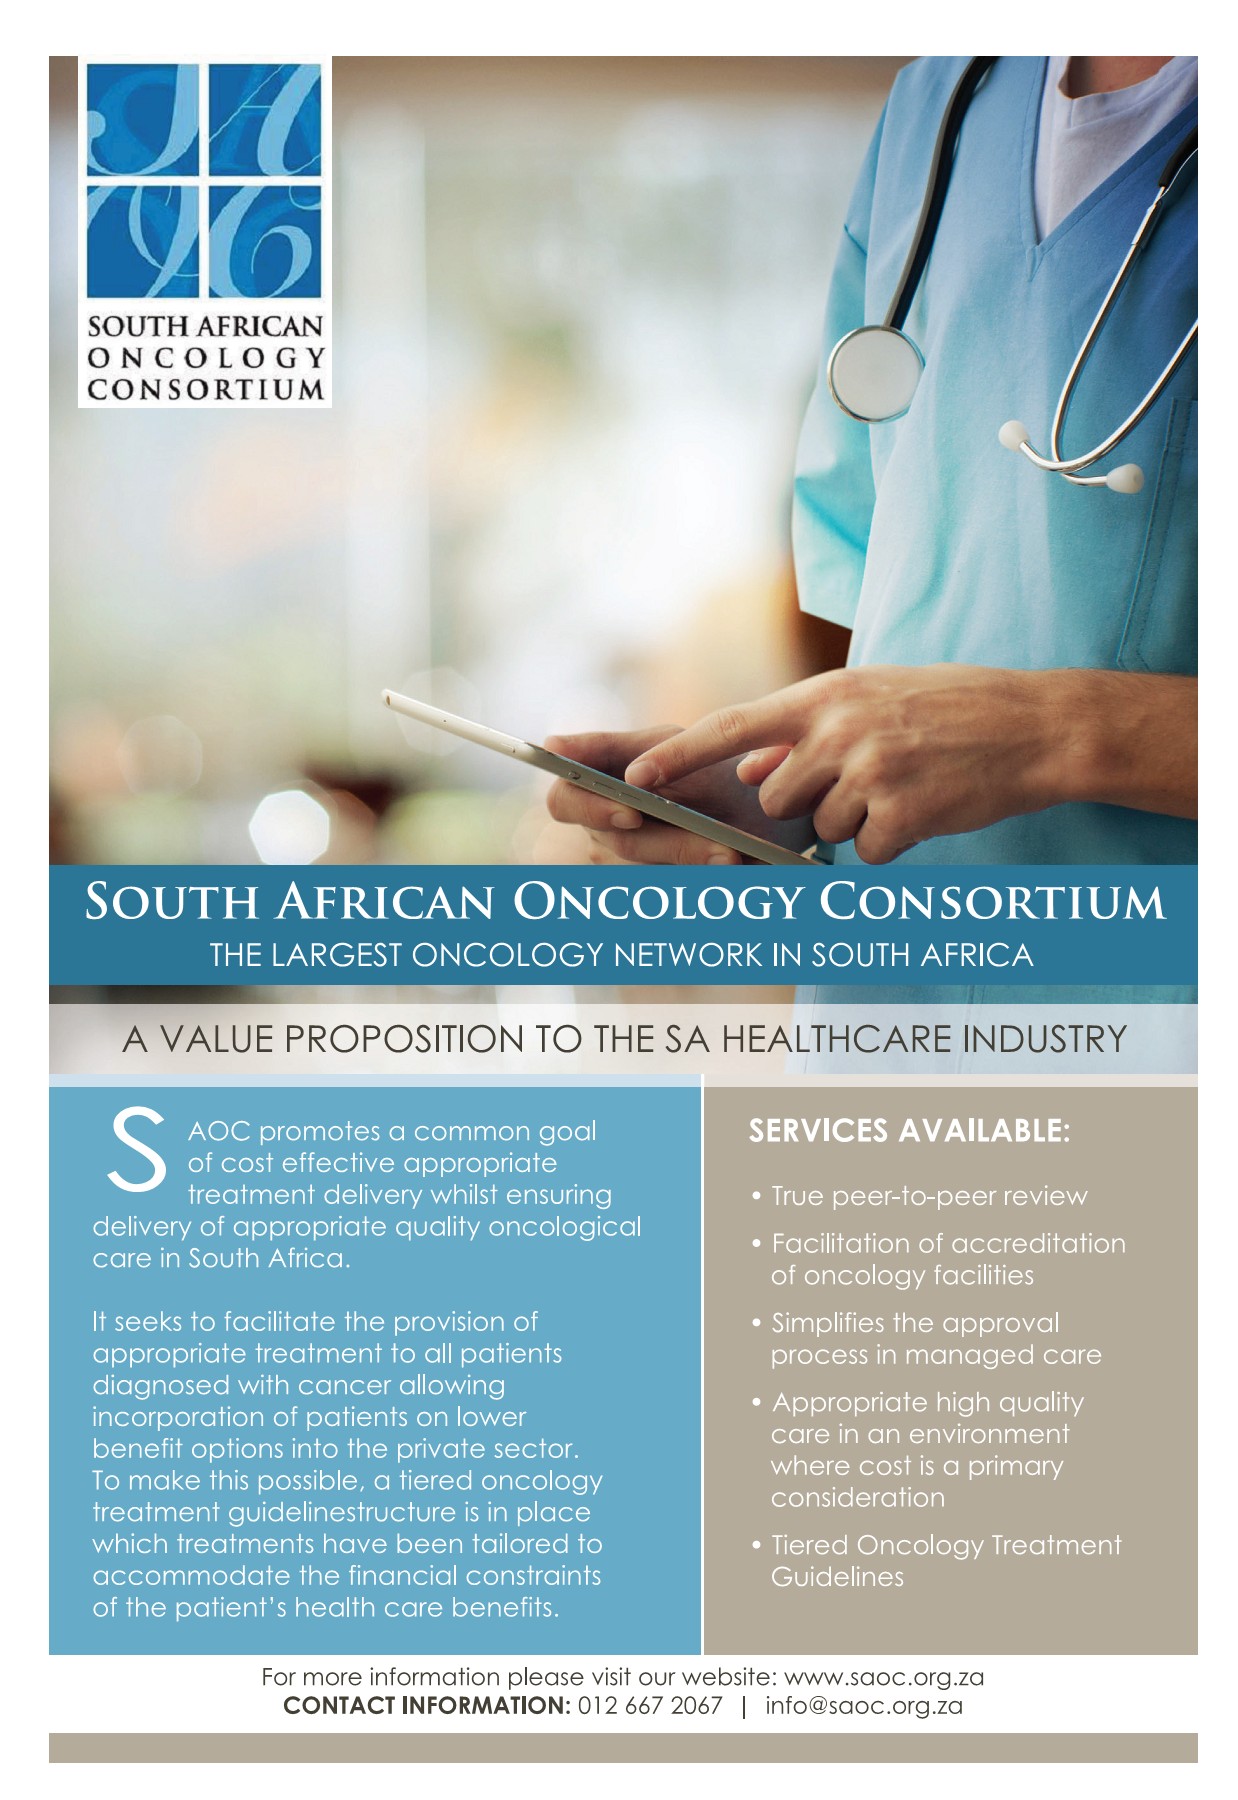 SOUTH AFRICAN
ONCOLOGY
CONSORTIUM
SOUTH AFRICAN ONCOLOGY CONSORTIUM
THE LARGEST ONCOLOGY NETWORK IN SOUTH AFRICA
A VALUE PROPOSITION TO THE SA HEALTHCARE INDUSTRY
SAOC promotes a common goal
of cost effective appropriate
treatment delivery whilst ensuring
delivery of appropriate quality oncological
care in South Africa.
It seeks to facilitate the provision of
appropriate treatment to all patients
diagnosed with cancer allowing
incorporation of patients on lower
benefit options into the private sector.
To make this possible, a tiered oncology
treatment guidelinestructure is in place
which treatments have been tailored to
accommodate the financial constraints
of the patient's health care benefits.
SERVICES AVAILABLE:
• True peer-to-peer review
• Facilitation of accreditation
of oncology facilities
• Simplifies the approval
process in managed care
• Appropriate high quality
care in an environment
where cost is a primary
consideration
• Tiered Oncology Treatment
Guidelines
For more information please visit our website: www.saoc.org.za
CONTACT INFORMATION: 012 667 2067 | info@saoc.org.za